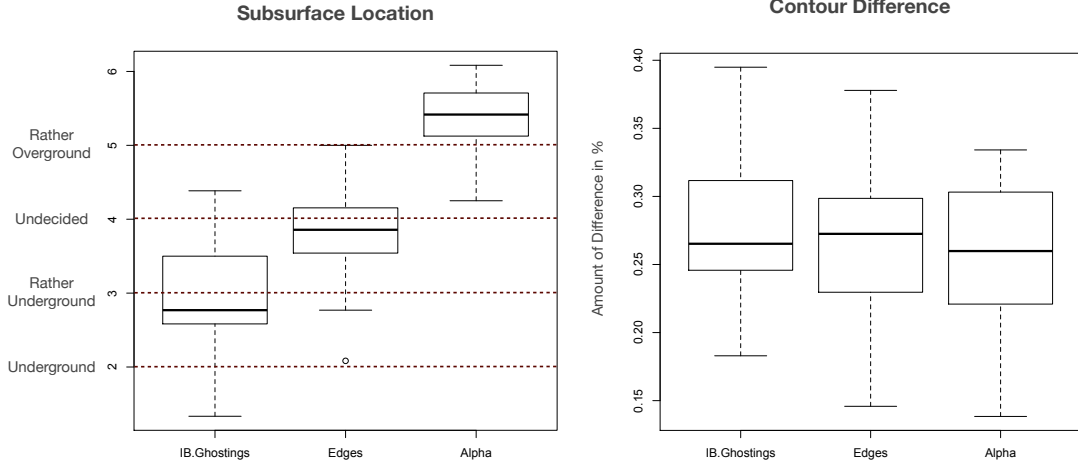 Subsurface Location
6
Rather
Overground
5
Undecided
4
Rather
Underground
3
Underground
2
IB.Ghostings
Edges
Alpha
Contour Difference
Amount of Difference in %
0.40
0.35
0.30
0.25
0.20
0.15
IB.Ghostings
Edges
Alpha